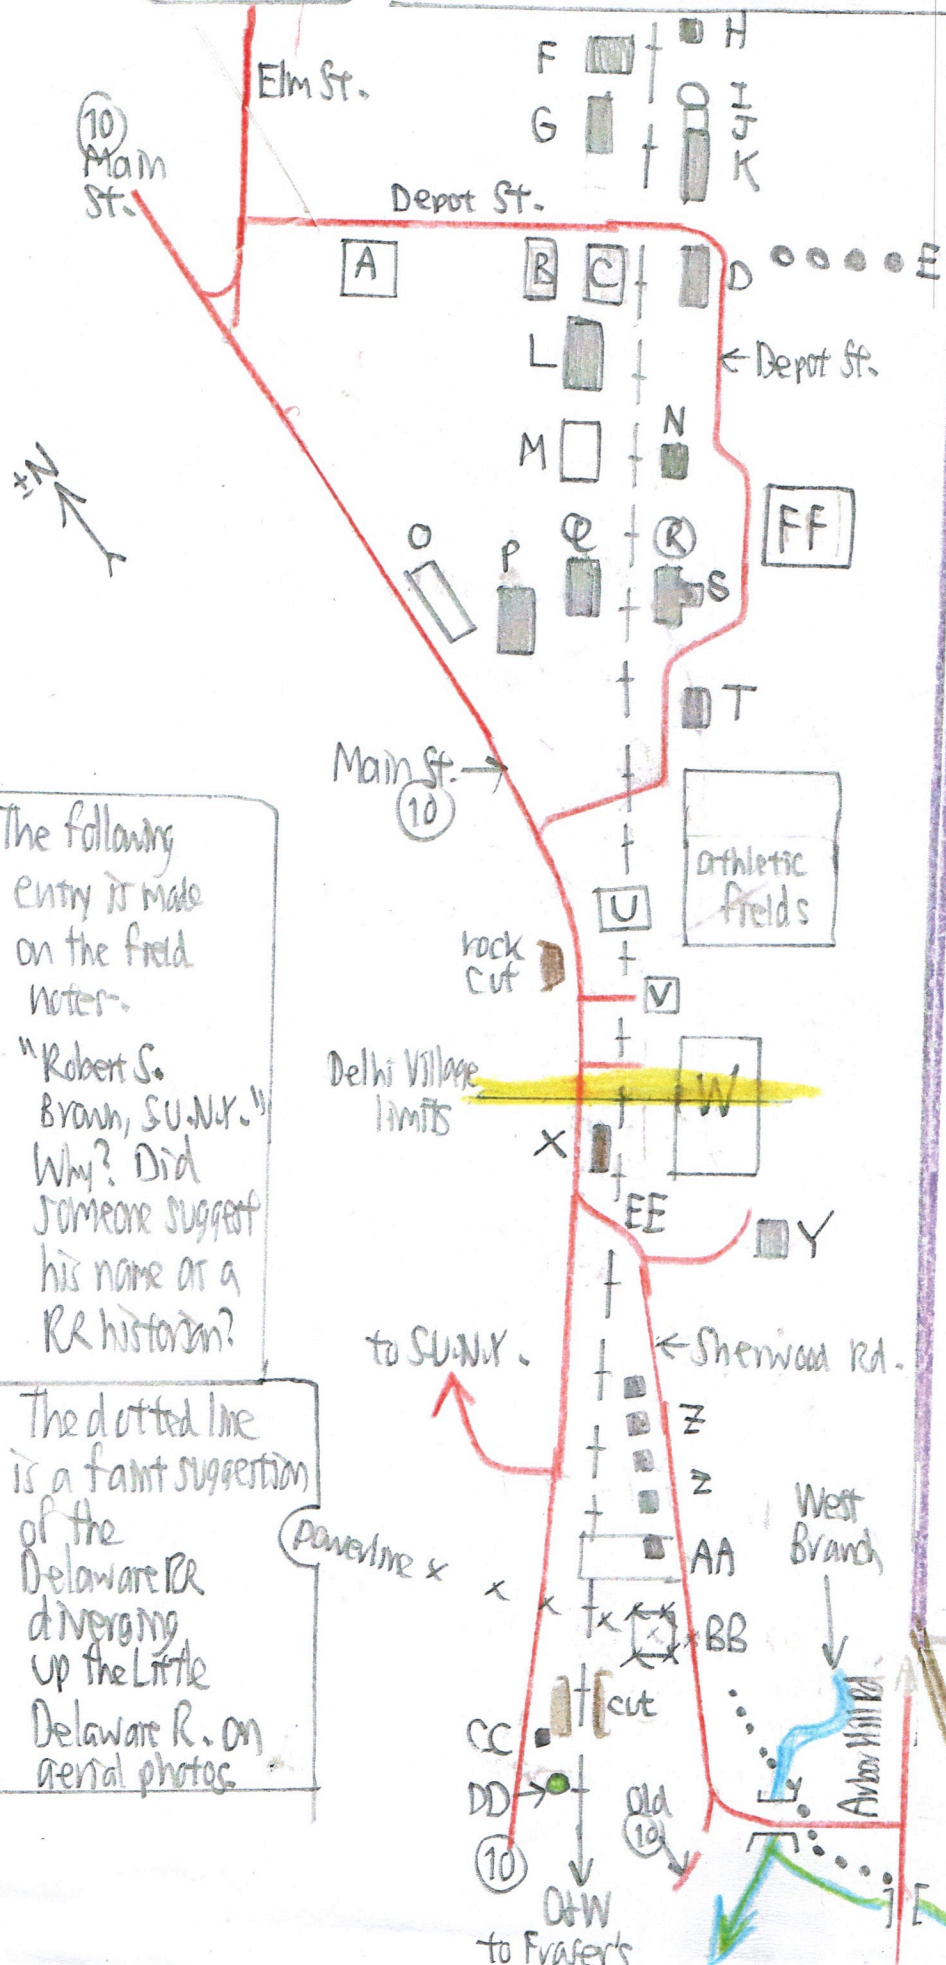 H
F
Elm St.
I
10
G
J
Main
K
St.
Depot St.
A
B
C
D
E
L
← Depot St.
N
M
±N
FF
O
Q
R
P
S
T
Main St. →
10
The following
entry is made
on the field
notes-
"Robert S.
Brown, S.U.N.Y."
Why? Did
someone suggest
his name as a
RR historian?
athletic
fields
U
rock
cut
V
Delhi Village
limits
W
X
EE
Y
to S.U.N.Y.
← Sherwood Rd.
The dotted line
is a faint suggestion
of the
Delaware RR
diverging
up the Little
Delaware R. on
aerial photos.
Z
Z
West
Branch
powerline
AA
BB
cut
CC
Arbor Hill Rd
DD
Old
10
10
O+W
to Fraser's